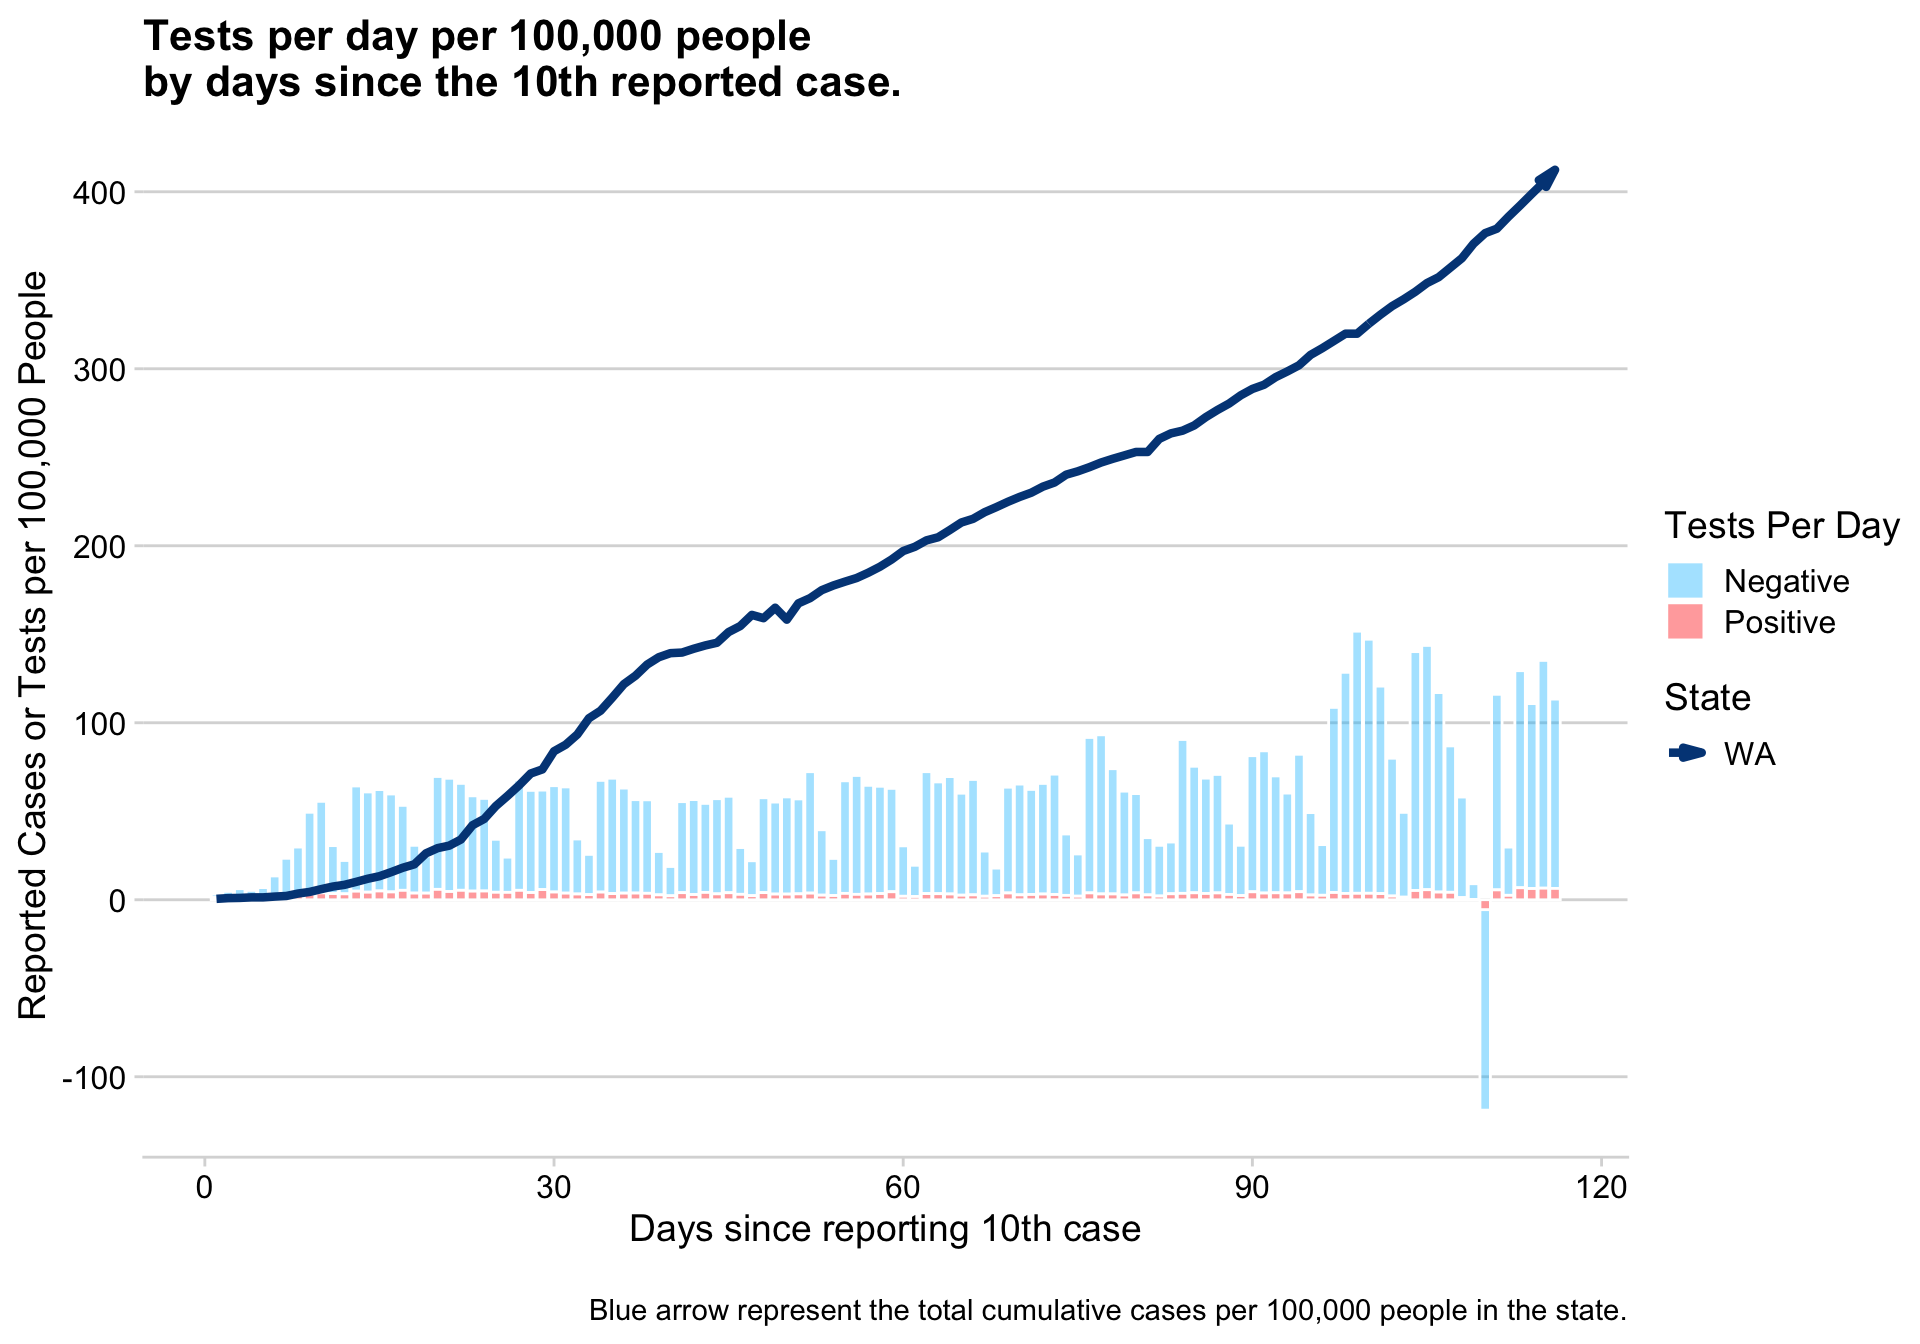 Tests per day per 100,000 people
by days since the 10th reported case.
Reported Cases or Tests per 100,000 People
400
300
200
100
0
-100
0
30
60
90
120
Days since reporting 10th case
Tests Per Day
Negative
Positive
State
WA
Blue arrow represent the total cumulative cases per 100,000 people in the state.